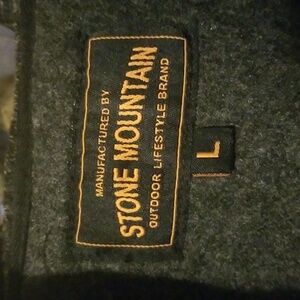 MANUFACTURED BY
STONE MOUNTAIN
OUTDOOR LIFESTYLE BRAND
L